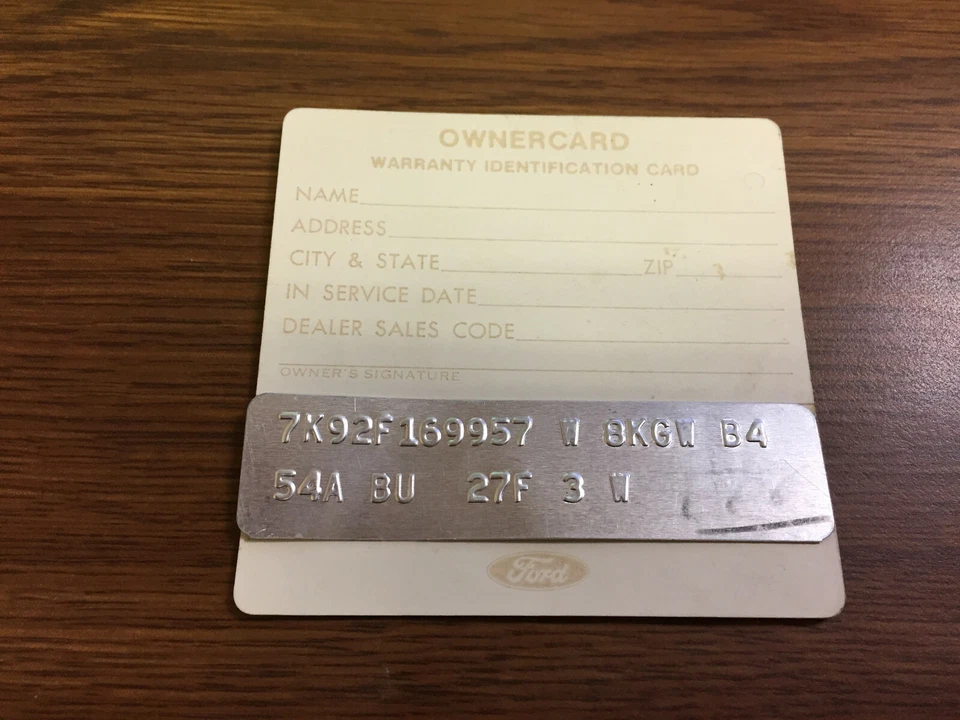 OWNERCARD
WARRANTY IDENTIFICATION CARD
NAME
ADDRESS
CITY & STATE ZIP
IN SERVICE DATE
DEALER SALES CODE
OWNER'S SIGNATURE
7K92F169957 W 8KGW B4
54A BU 27F 3 W
Ford